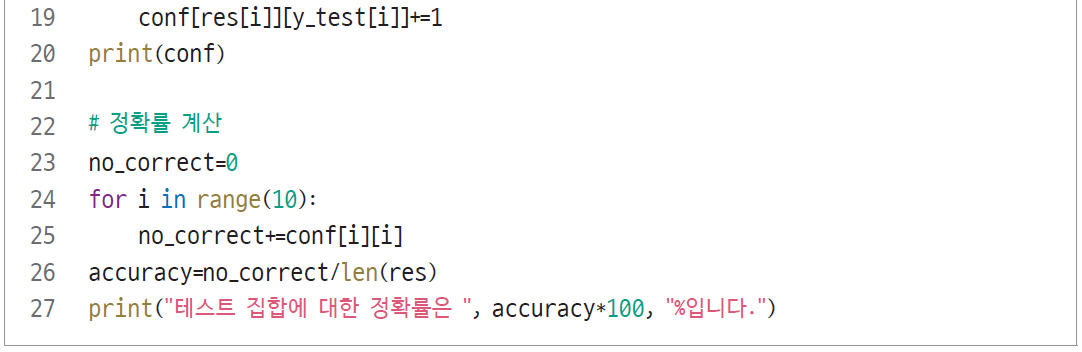 19 conf[res[i]][y_test[i]]+=1
20 print(conf)
21
22 # 정확률 계산
23 no_correct=0
24 for i in range(10):
25 no_correct+=conf[i][i]
26 accuracy=no_correct/len(res)
27 print("테스트 집합에 대한 정확률은 ", accuracy*100, "%입니다.")